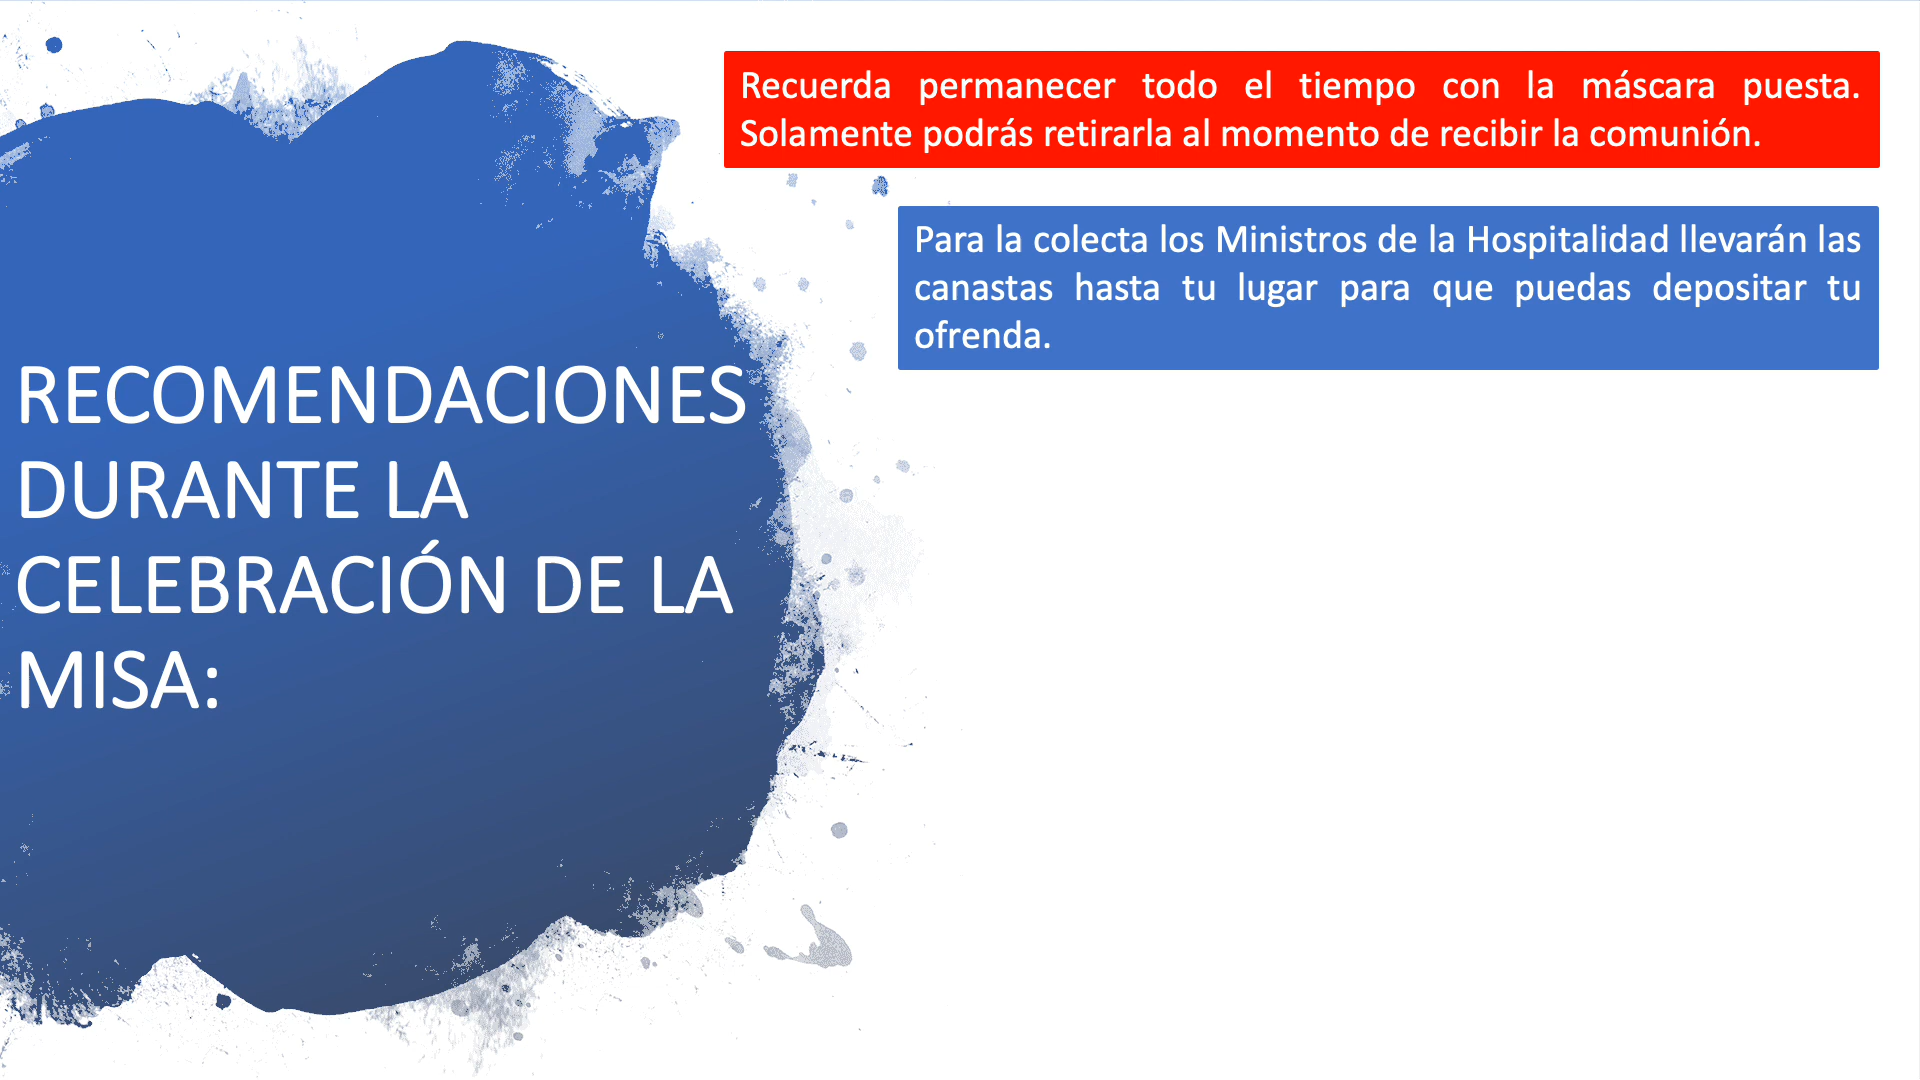 RECOMENDACIONES
DURANTE LA
CELEBRACIÓN DE LA
MISA:
Recuerda permanecer todo el tiempo con la máscara puesta.
Solamente podrás retirarla al momento de recibir la comunión.
Para la colecta los Ministros de la Hospitalidad llevarán las
canastas hasta tu lugar para que puedas depositar tu
ofrenda.